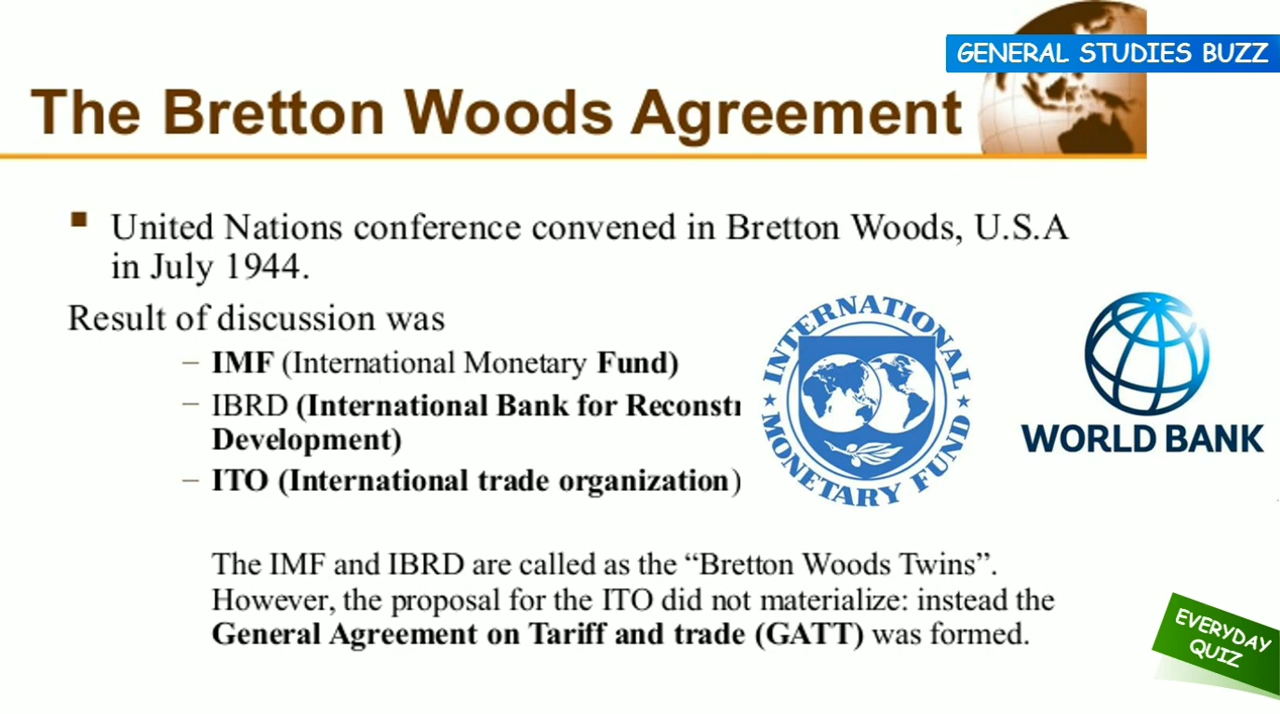 GENERAL STUDIES BUZZ
The Bretton Woods Agreement
United Nations conference convened in Bretton Woods, U.S.A
in July 1944.
Result of discussion was
– IMF (International Monetary Fund)
– IBRD (International Bank for
Development)
– ITO (International trade organization)
INTERNATIONAL MONETARY FUND
WORLD BANK
The IMF and IBRD are called as the “Bretton Woods Twins”.
However, the proposal for the ITO did not materialize: instead the
General Agreement on Tariff and trade (GATT) was formed.
EVERYDAY
QUIZ